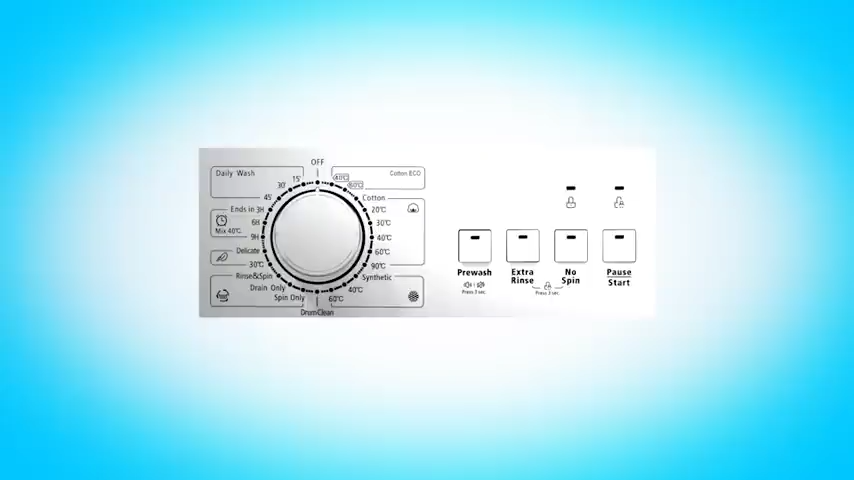 OFF
Daily Wash
15'
30'
45'
40℃
60℃
Cotton ECO
Cotton
20℃
30℃
40℃
60℃
90℃
Synthetic
40℃
60℃
Ends in 3H
6H
9H
Mix 40℃
Delicate
30℃
Rinse&Spin
Drain Only
Spin Only
DrumClean
Prewash
Press 3 sec.
Extra
Rinse
No
Spin
Press 3 sec.
Pause
Start